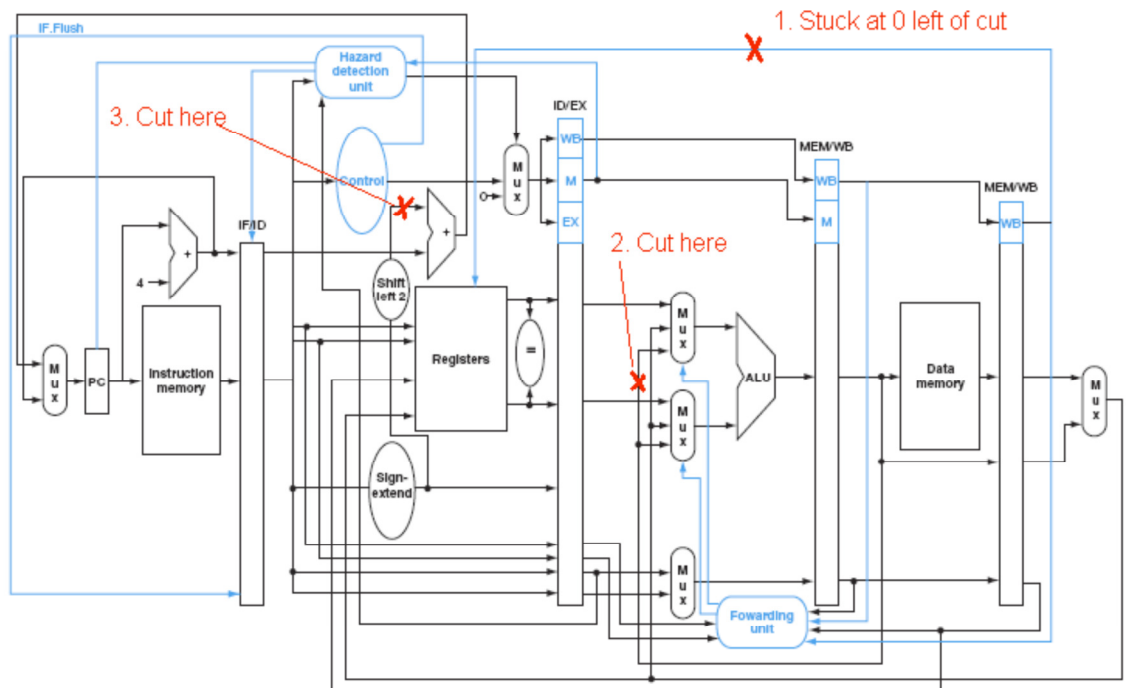 IF.Flush
1. Stuck at 0 left of cut
Hazard
detection
unit
3. Cut here
ID/EX
WB
MEM/WB
Control
M
u
x
M
WB
MEM/WB
0
EX
M
WB
IF/ID
+
+
2. Cut here
4
Shift
left 2
M
u
x
M
u
x
PC
Instruction
memory
Registers
=
ALU
Data
memory
M
u
x
M
u
x
Sign-
extend
M
u
x
Fowarding
unit